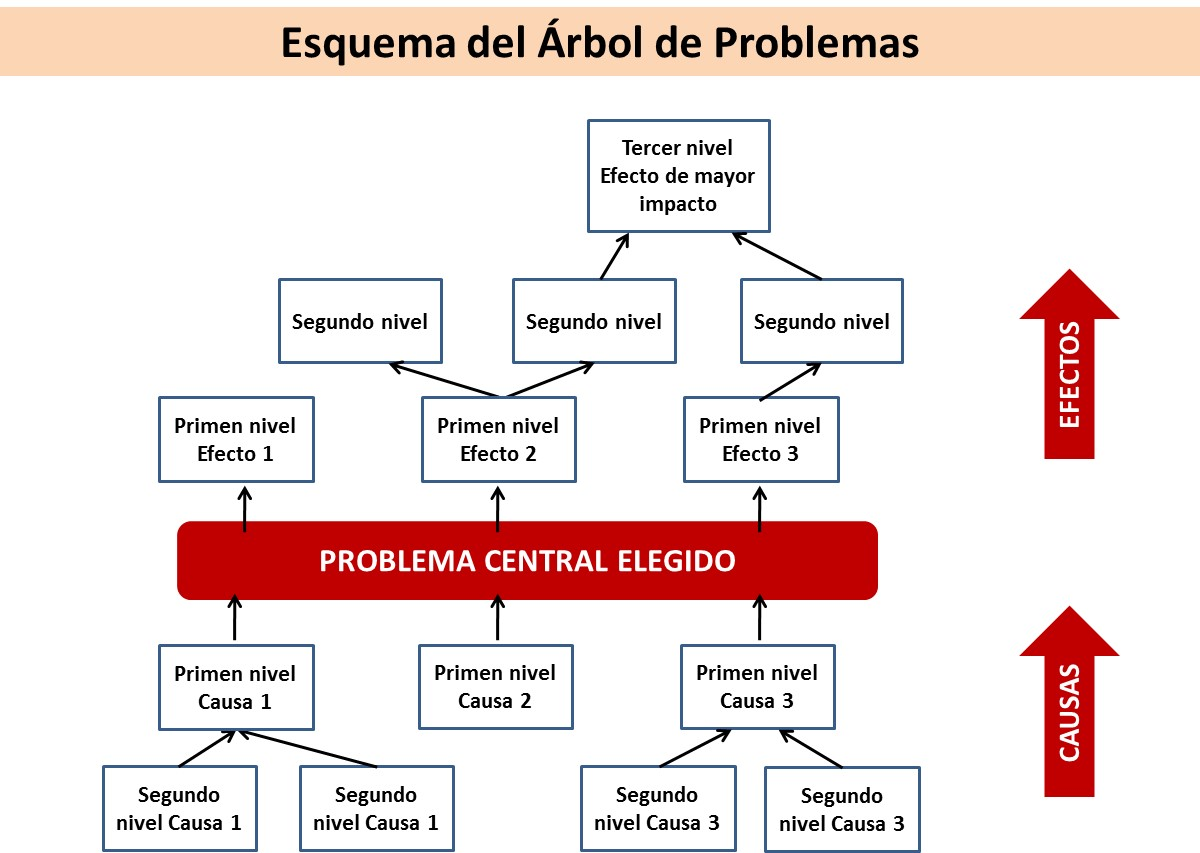 Esquema del Árbol de Problemas
Tercer nivel
Efecto de mayor
impacto
Segundo nivel
Segundo nivel
Segundo nivel
EFECTOS
Primen nivel
Efecto 1
Primen nivel
Efecto 2
Primen nivel
Efecto 3
PROBLEMA CENTRAL ELEGIDO
Primen nivel
Causa 1
Primen nivel
Causa 2
Primen nivel
Causa 3
CAUSAS
Segundo
nivel Causa 1
Segundo
nivel Causa 1
Segundo
nivel Causa 3
Segundo
nivel Causa 3